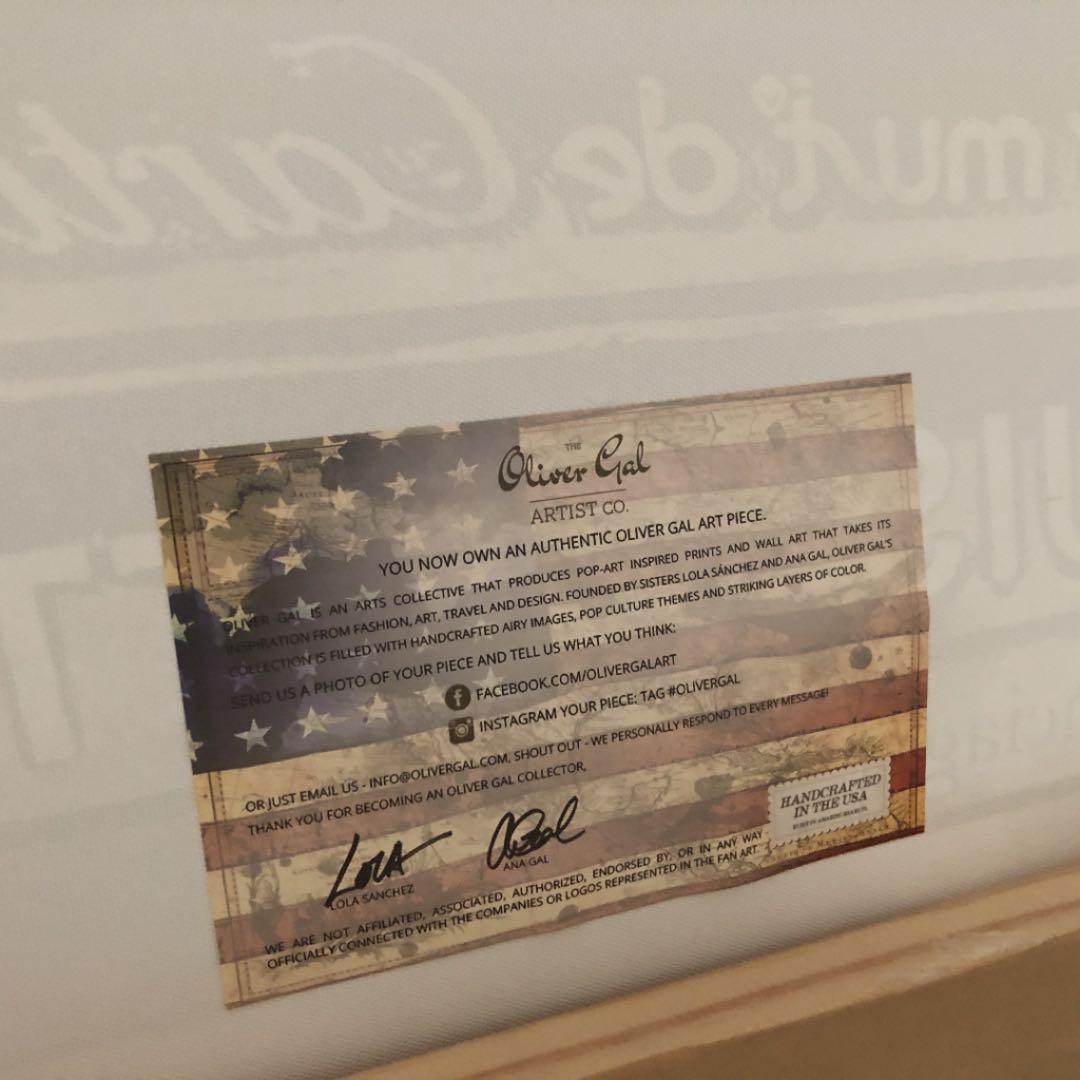 must de Cart
THE
Oliver Gal
ARTIST CO.
YOU NOW OWN AN AUTHENTIC OLIVER GAL ART PIECE.
OLIVER GAL IS AN ARTS COLLECTIVE THAT PRODUCES POP-ART INSPIRED PRINTS AND WALL ART THAT TAKES ITS
INSPIRATION FROM FASHION, ART, TRAVEL AND DESIGN. FOUNDED BY SISTERS LOLA SÁNCHEZ AND ANA GAL, OLIVER GAL'S
COLLECTION IS FILLED WITH HANDCRAFTED AIRY IMAGES, POP CULTURE THEMES AND STRIKING LAYERS OF COLOR.
SEND US A PHOTO OF YOUR PIECE AND TELL US WHAT YOU THINK:
FACEBOOK.COM/OLIVERGALART
INSTAGRAM YOUR PIECE: TAG #OLIVERGAL
OR JUST EMAIL US - INFO@OLIVERGAL.COM, SHOUT OUT - WE PERSONALLY RESPOND TO EVERY MESSAGE!
THANK YOU FOR BECOMING AN OLIVER GAL COLLECTOR,
LOLA
LOLA SANCHEZ
ANA GAL
HANDCRAFTED
IN THE USA
WE ARE NOT AFFILIATED, ASSOCIATED, AUTHORIZED, ENDORSED BY, OR IN ANY WAY
OFFICIALLY CONNECTED WITH THE COMPANIES OR LOGOS REPRESENTED IN THE FAN ART.